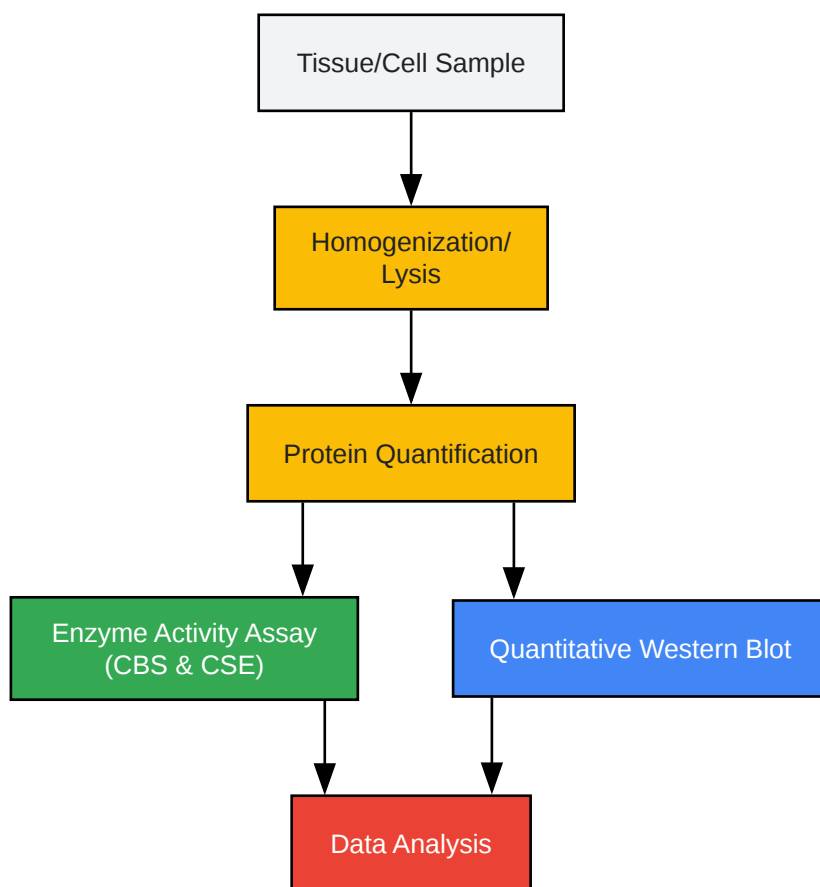 Tissue/Cell Sample
Homogenization/
Lysis
Protein Quantification
Enzyme Activity Assay
(CBS & CSE)
Quantitative Western Blot
Data Analysis